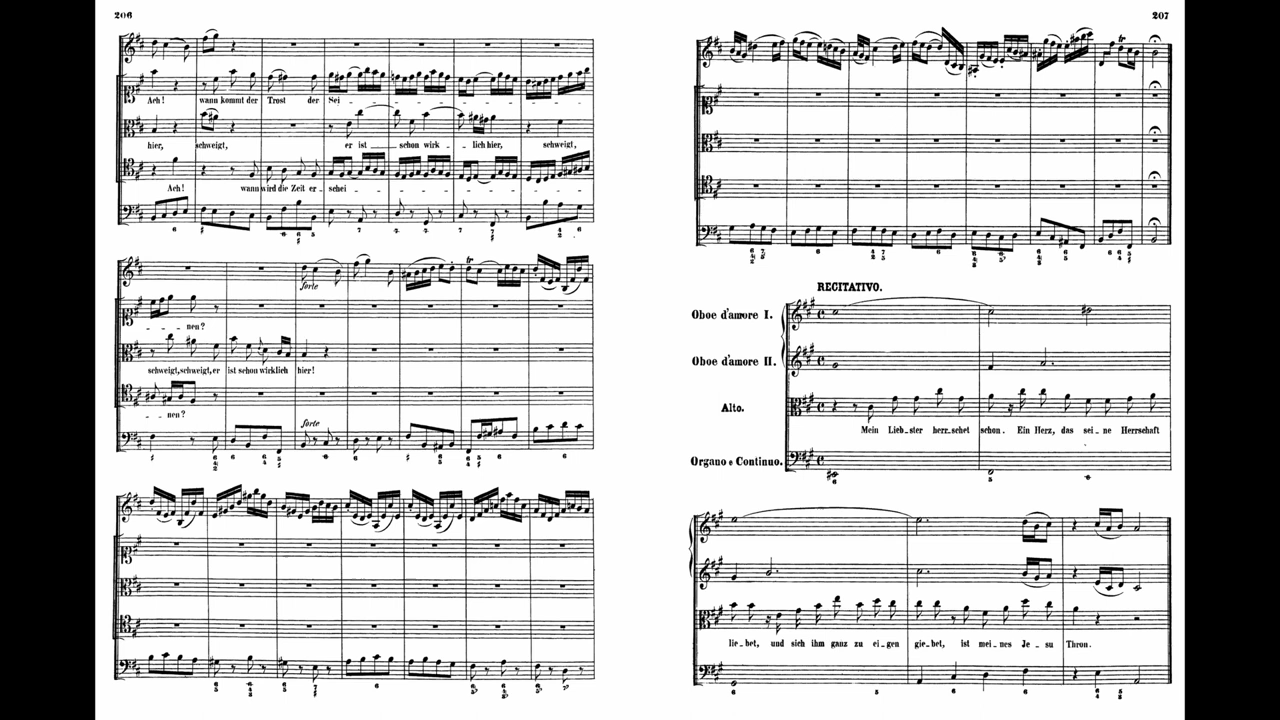 206
Ach! wann kommt der Trost der Sei -
hier, schweigt, er ist schon wirk - lich hier, schweigt,
Ach! wann wird die Zeit er - schei -
forte
nen?
schweigt, schweigt, er ist schon wirklich hier!
nen?
forte
207
RECITATIVO.
Oboe d'amore I.
Oboe d'amore II.
Alto.
Mein Lieb - ster herr - schet schon. Ein Herz, das sei - ne Herrschaft
Organo e Continuo.
lie - bet, und sich ihm ganz zu ei - gen gie - bet, ist mei - nes Je - su Thron.